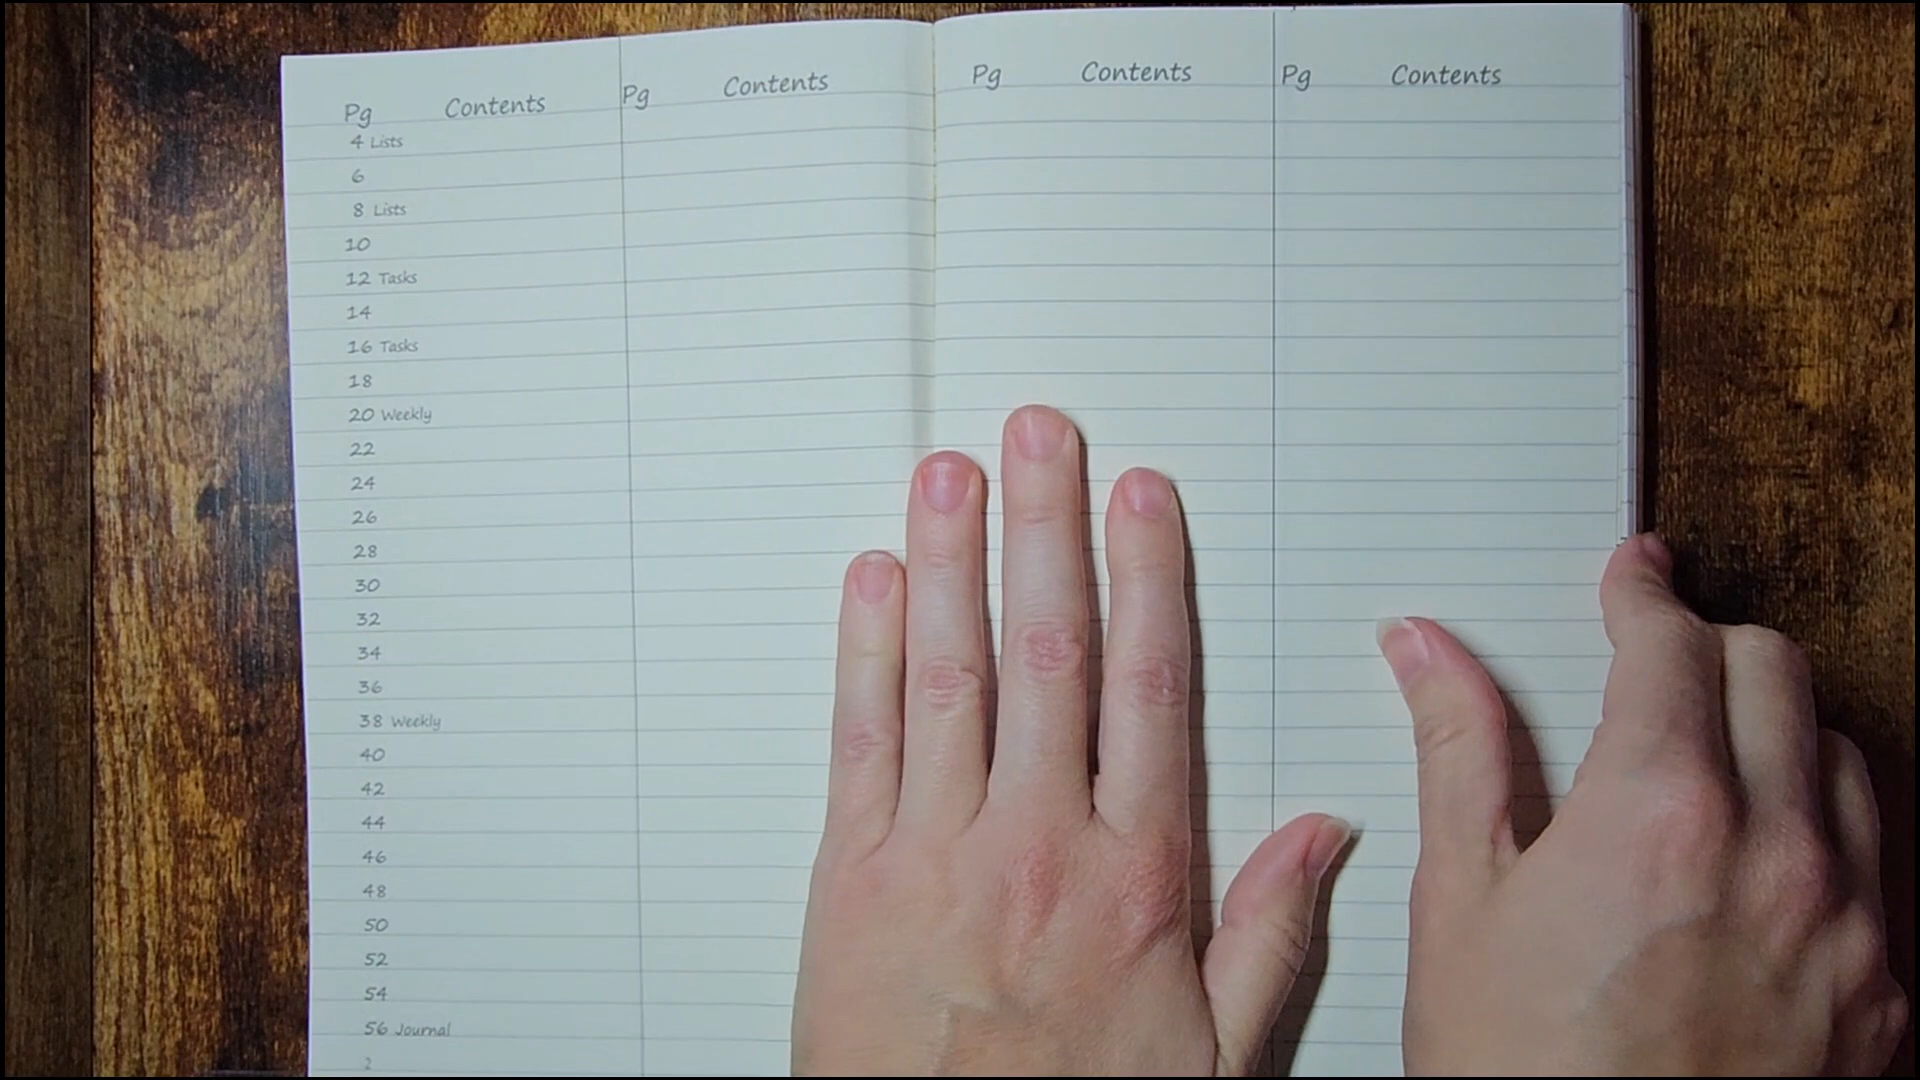 Pg Contents Pg Contents Pg Contents Pg Contents
4 Lists
6
8 Lists
10
12 Tasks
14
16 Tasks
18
20 Weekly
22
24
26
28
30
32
34
36
38 Weekly
40
42
44
46
48
50
52
54
56 Journal